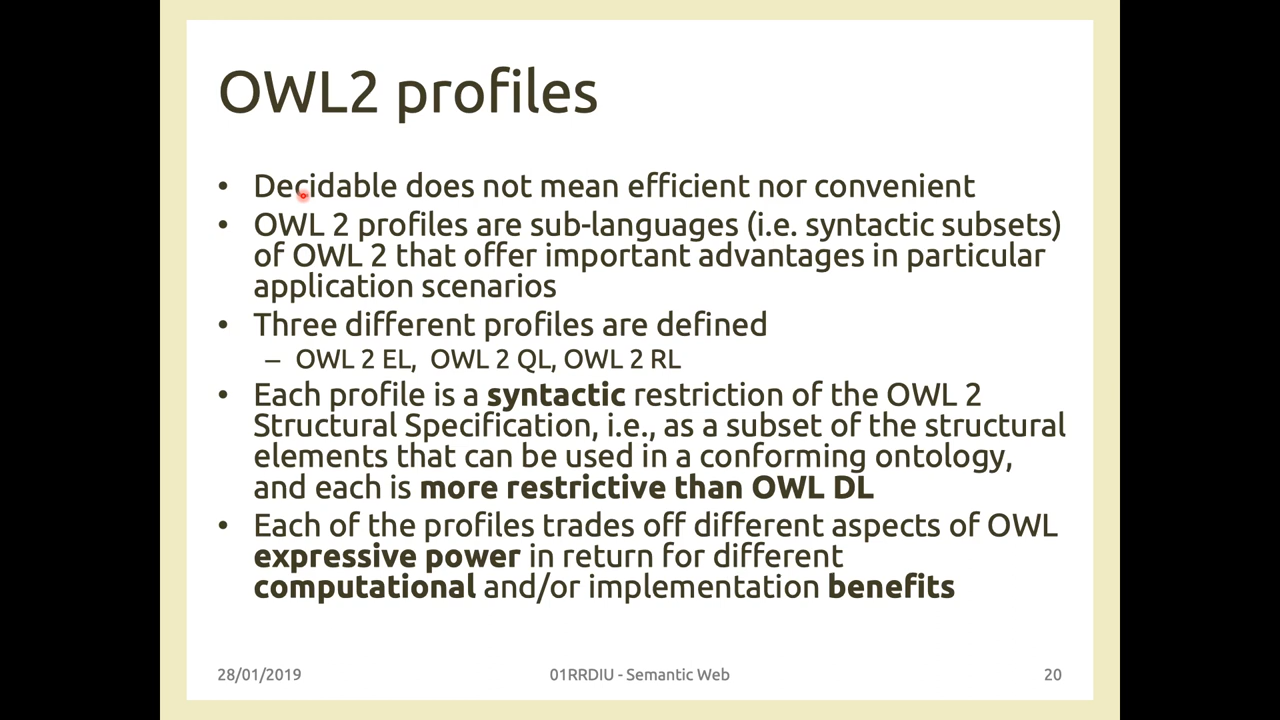 OWL2 profiles
• Decidable does not mean efficient nor convenient
• OWL 2 profiles are sub-languages (i.e. syntactic subsets)
of OWL 2 that offer important advantages in particular
application scenarios
• Three different profiles are defined
– OWL 2 EL, OWL 2 QL, OWL 2 RL
• Each profile is a syntactic restriction of the OWL 2
Structural Specification, i.e., as a subset of the structural
elements that can be used in a conforming ontology,
and each is more restrictive than OWL DL
• Each of the profiles trades off different aspects of OWL
expressive power in return for different
computational and/or implementation benefits
28/01/2019 01RRDIU - Semantic Web 20